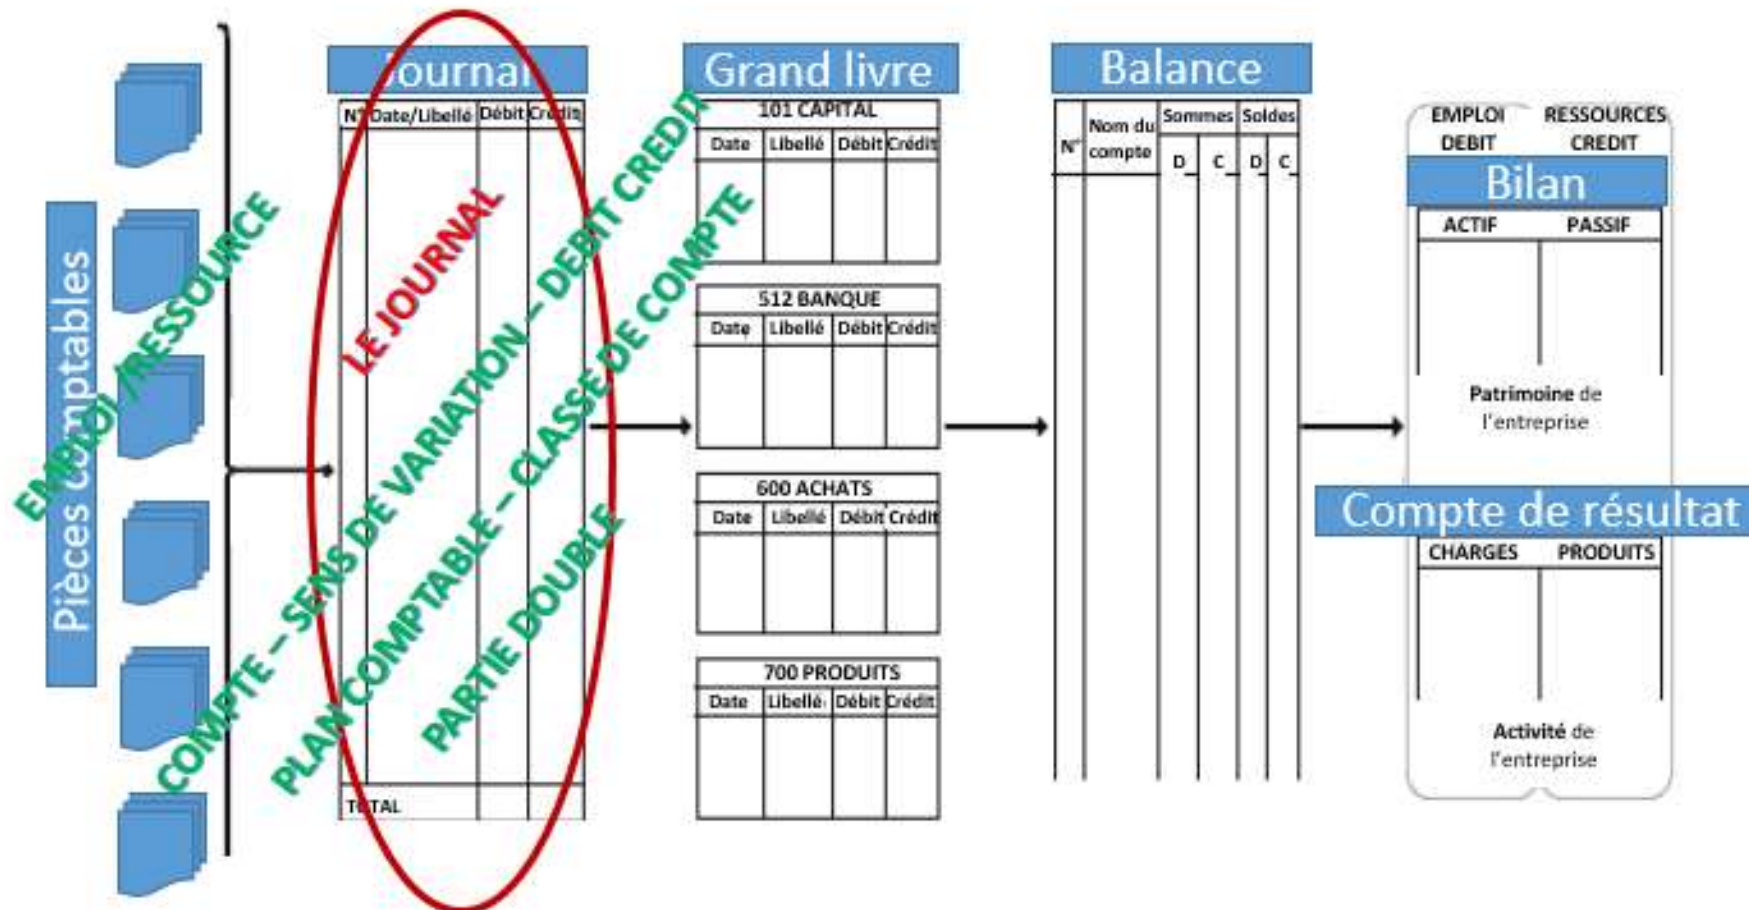 Pièces comptables
EMPLOI /RESSOURCE
Journal
N° Date/Libellé Débit Crédit
LE JOURNAL
COMPTE – SENS DE VARIATION – DEBIT CREDIT
PLAN COMPTABLE – CLASSE DE COMPTE
PARTIE DOUBLE
TOTAL
Grand livre
101 CAPITAL
Date Libellé Débit Crédit
512 BANQUE
Date Libellé Débit Crédit
600 ACHATS
Date Libellé Débit Crédit
700 PRODUITS
Date Libellé Débit Crédit
Balance
N° Nom du compte Sommes Soldes
D C D C
EMPLOI RESSOURCES
DEBIT CREDIT
Bilan
ACTIF PASSIF
Patrimoine de
l'entreprise
Compte de résultat
CHARGES PRODUITS
Activité de
l'entreprise